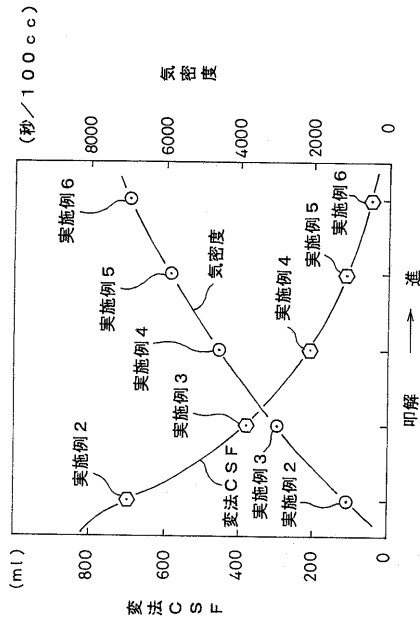 (ml)
(秒/100cc)
800
600
400
200
0
変法CSF
8000
6000
4000
2000
0
気密度
実施例2
実施例3
実施例4
実施例5
実施例6
気密度
変法CSF
実施例2
実施例3
実施例4
実施例5
実施例6
叩解 → 進